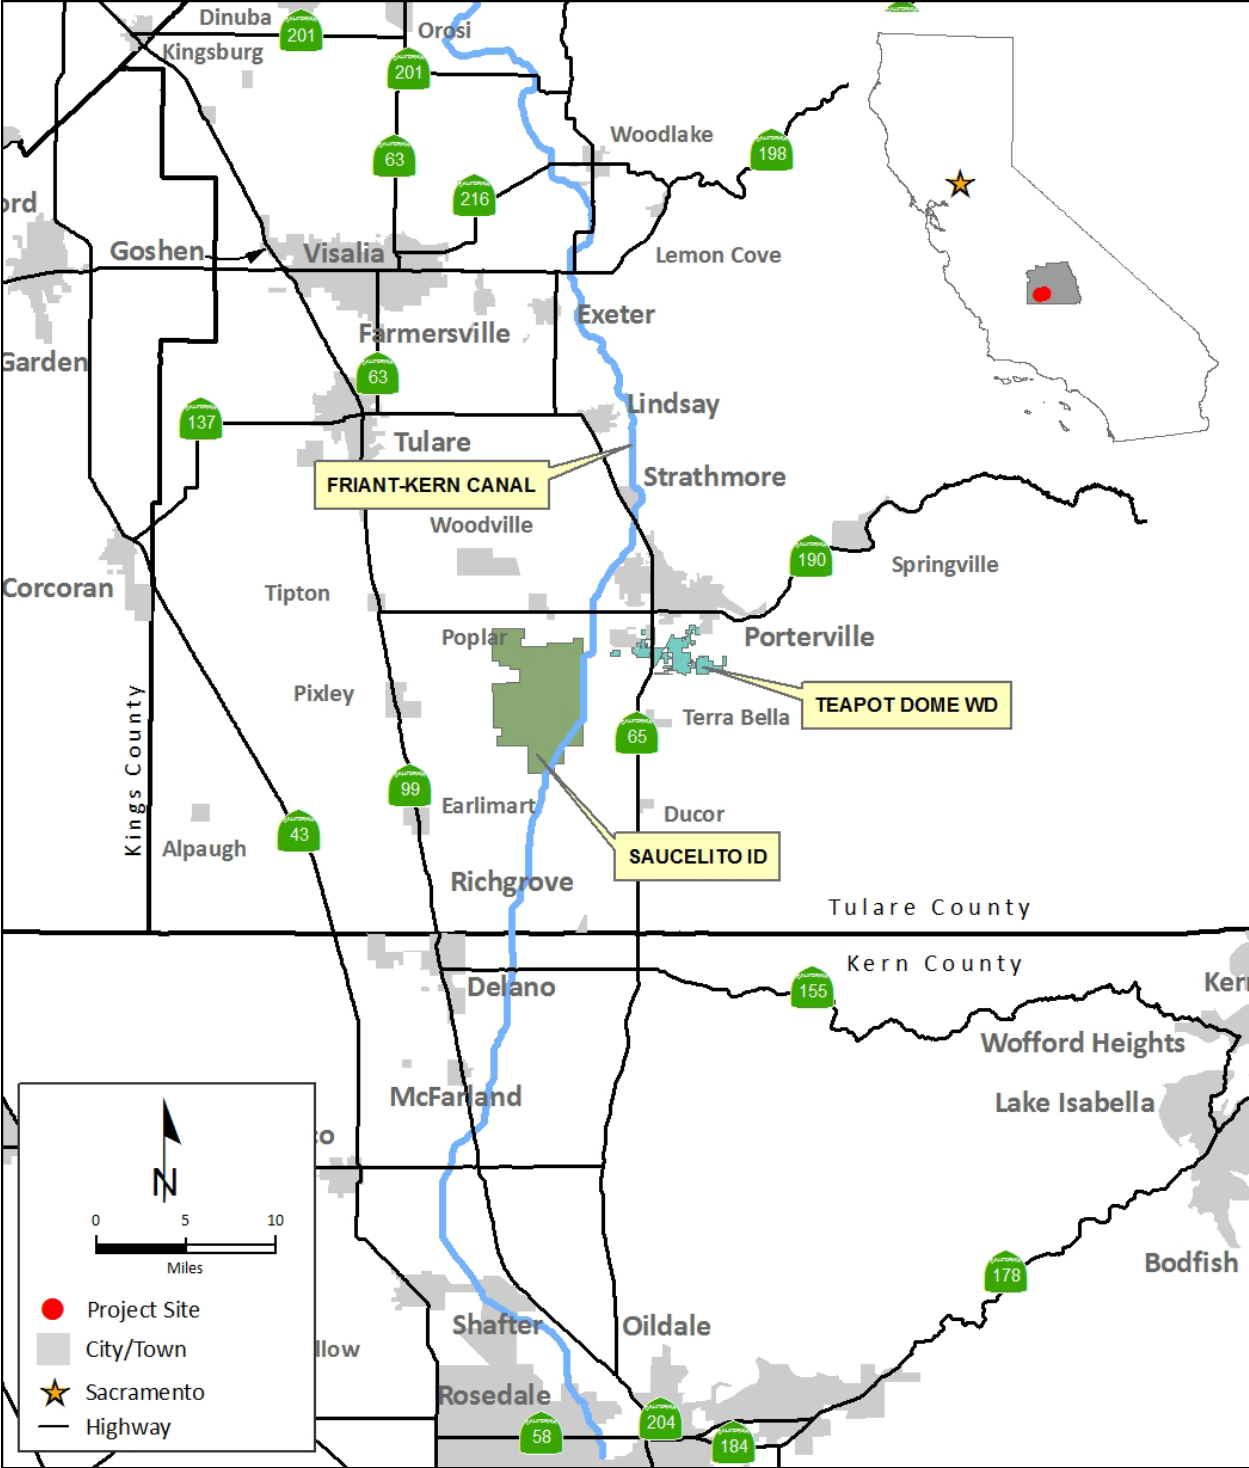 Dinuba
201
Orosi
Kingsburg
201
Woodlake
63
198
216
ord
Goshen
Visalia
Lemon Cove
Exeter
Farmersville
Garden
63
137
Lindsay
Tulare
FRIANT-KERN CANAL
Strathmore
Woodville
190
Springville
Corcoran
Tipton
Poplar
Porterville
Pixley
TEAPOT DOME WD
Terra Bella
65
Kings County
99
Earlimart
Ducor
43
Alpaugh
SAUCELITO ID
Richgrove
Tulare County
Kern County
Delano
155
Kern
Wofford Heights
McFarland
Lake Isabella
co
N
0 5 10
Miles
Bodfish
178
Project Site
Shafter
Oildale
City/Town
llow
Sacramento
Rosedale
Highway
58
204
184